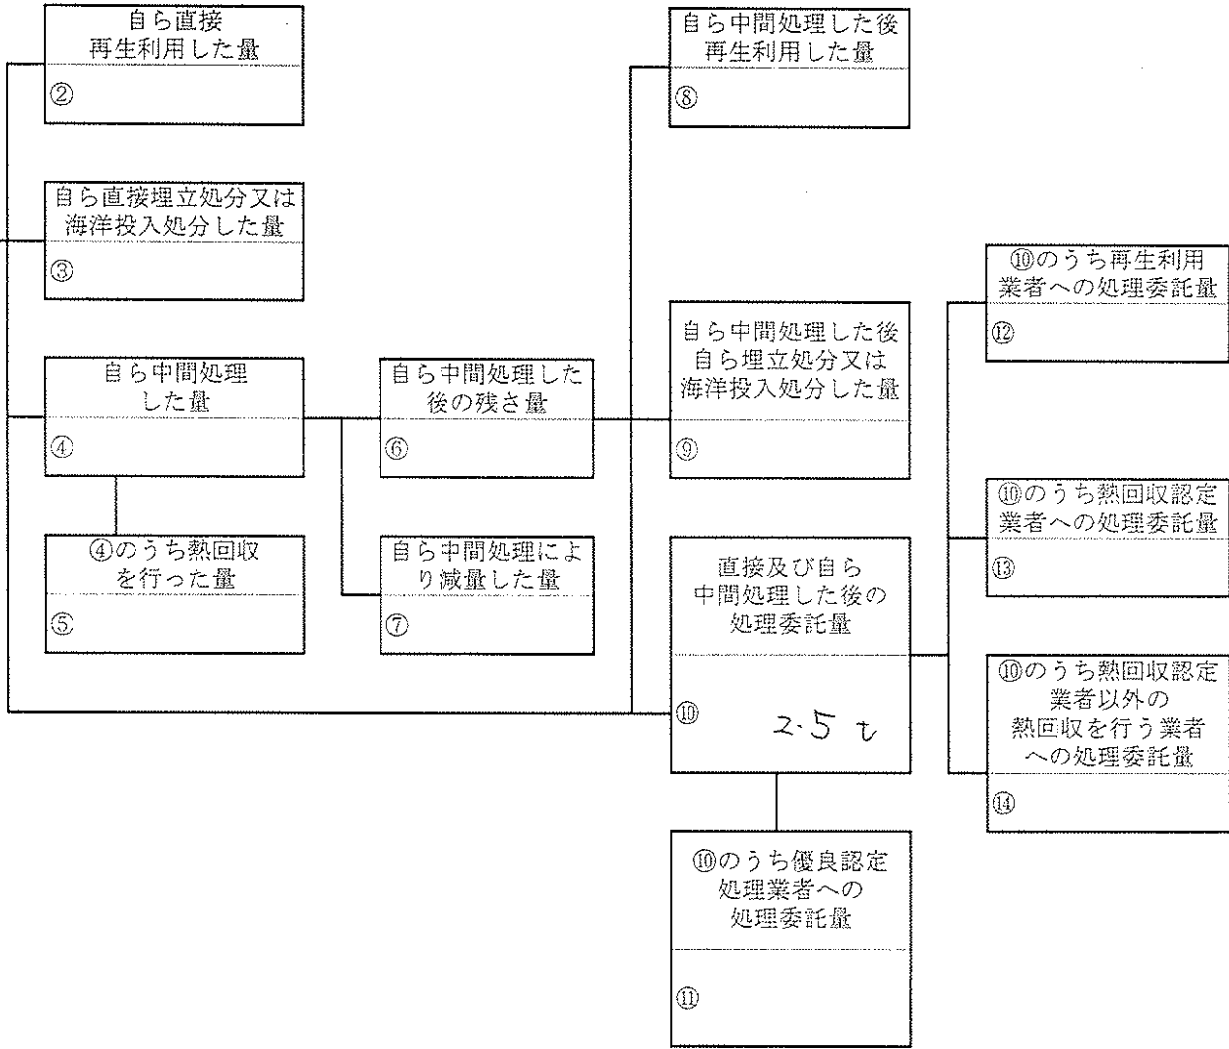 自ら直接
再生利用した量
②
自ら直接埋立処分又は
海洋投入処分した量
③
自ら中間処理
した量
④
④のうち熱回収
を行った量
⑤
自ら中間処理した
後の残さ量
⑥
自ら中間処理によ
り減量した量
⑦
自ら中間処理した後
再生利用した量
⑧
自ら中間処理した後
自ら埋立処分又は
海洋投入処分した量
⑨
直接及び自ら
中間処理した後の
処理委託量
⑩ 2.5 t
⑩のうち優良認定
処理業者への
処理委託量
⑪
⑩のうち再生利用
業者への処理委託量
⑫
⑩のうち熱回収認定
業者への処理委託量
⑬
⑩のうち熱回収認定
業者以外の
熱回収を行う業者
への処理委託量
⑭